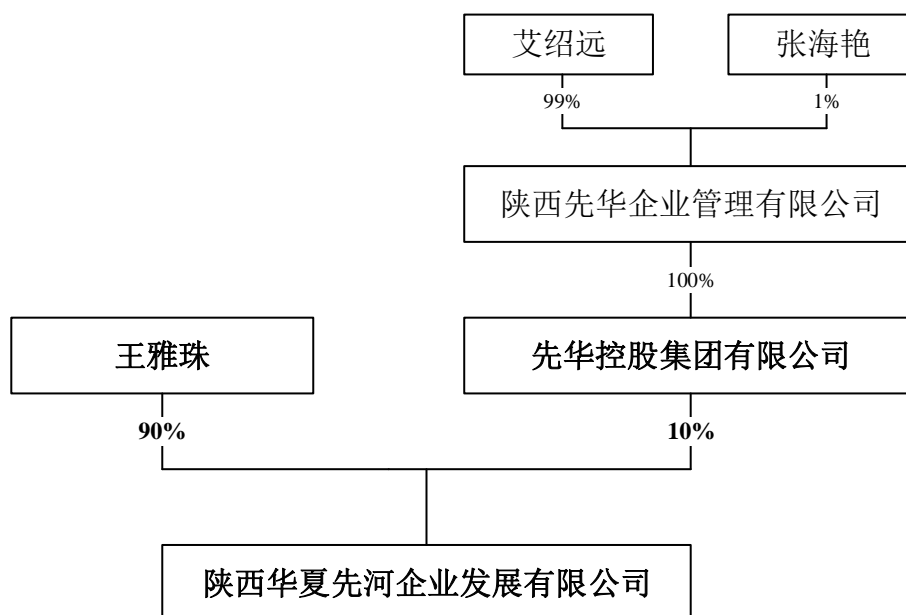 艾绍远
张海艳
99%
1%
陕西先华企业管理有限公司
100%
王雅珠
先华控股集团有限公司
90%
10%
陕西华夏先河企业发展有限公司